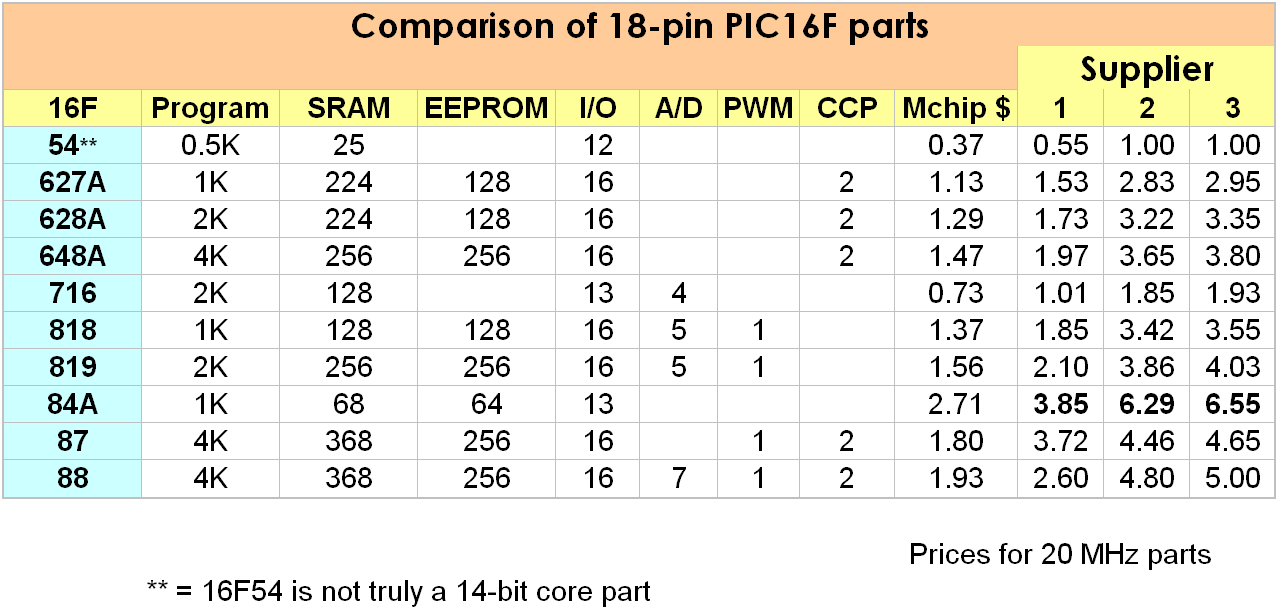 Comparison of 18-pin PIC16F parts
Supplier
16F Program SRAM EEPROM I/O A/D PWM CCP Mchip $ 1 2 3
54** 0.5K 25 12 0.37 0.55 1.00 1.00
627A 1K 224 128 16 2 1.13 1.53 2.83 2.95
628A 2K 224 128 16 2 1.29 1.73 3.22 3.35
648A 4K 256 256 16 2 1.47 1.97 3.65 3.80
716 2K 128 13 4 0.73 1.01 1.85 1.93
818 1K 128 128 16 5 1 1.37 1.85 3.42 3.55
819 2K 256 256 16 5 1 1.56 2.10 3.86 4.03
84A 1K 68 64 13 2.71 3.85 6.29 6.55
87 4K 368 256 16 1 2 1.80 3.72 4.46 4.65
88 4K 368 256 16 7 1 2 1.93 2.60 4.80 5.00
Prices for 20 MHz parts
** = 16F54 is not truly a 14-bit core part